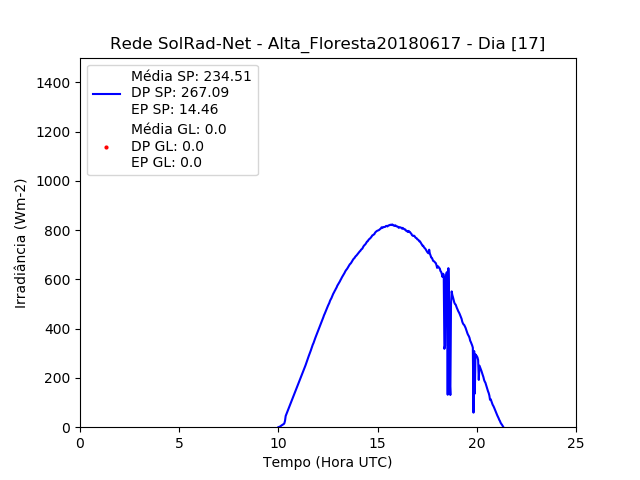 Rede SolRad-Net - Alta_Floresta20180617 - Dia [17]
Média SP: 234.51
DP SP: 267.09
EP SP: 14.46
Média GL: 0.0
DP GL: 0.0
EP GL: 0.0
Irradiância (Wm-2)
1400
1200
1000
800
600
400
200
0
0 5 10 15 20 25
Tempo (Hora UTC)